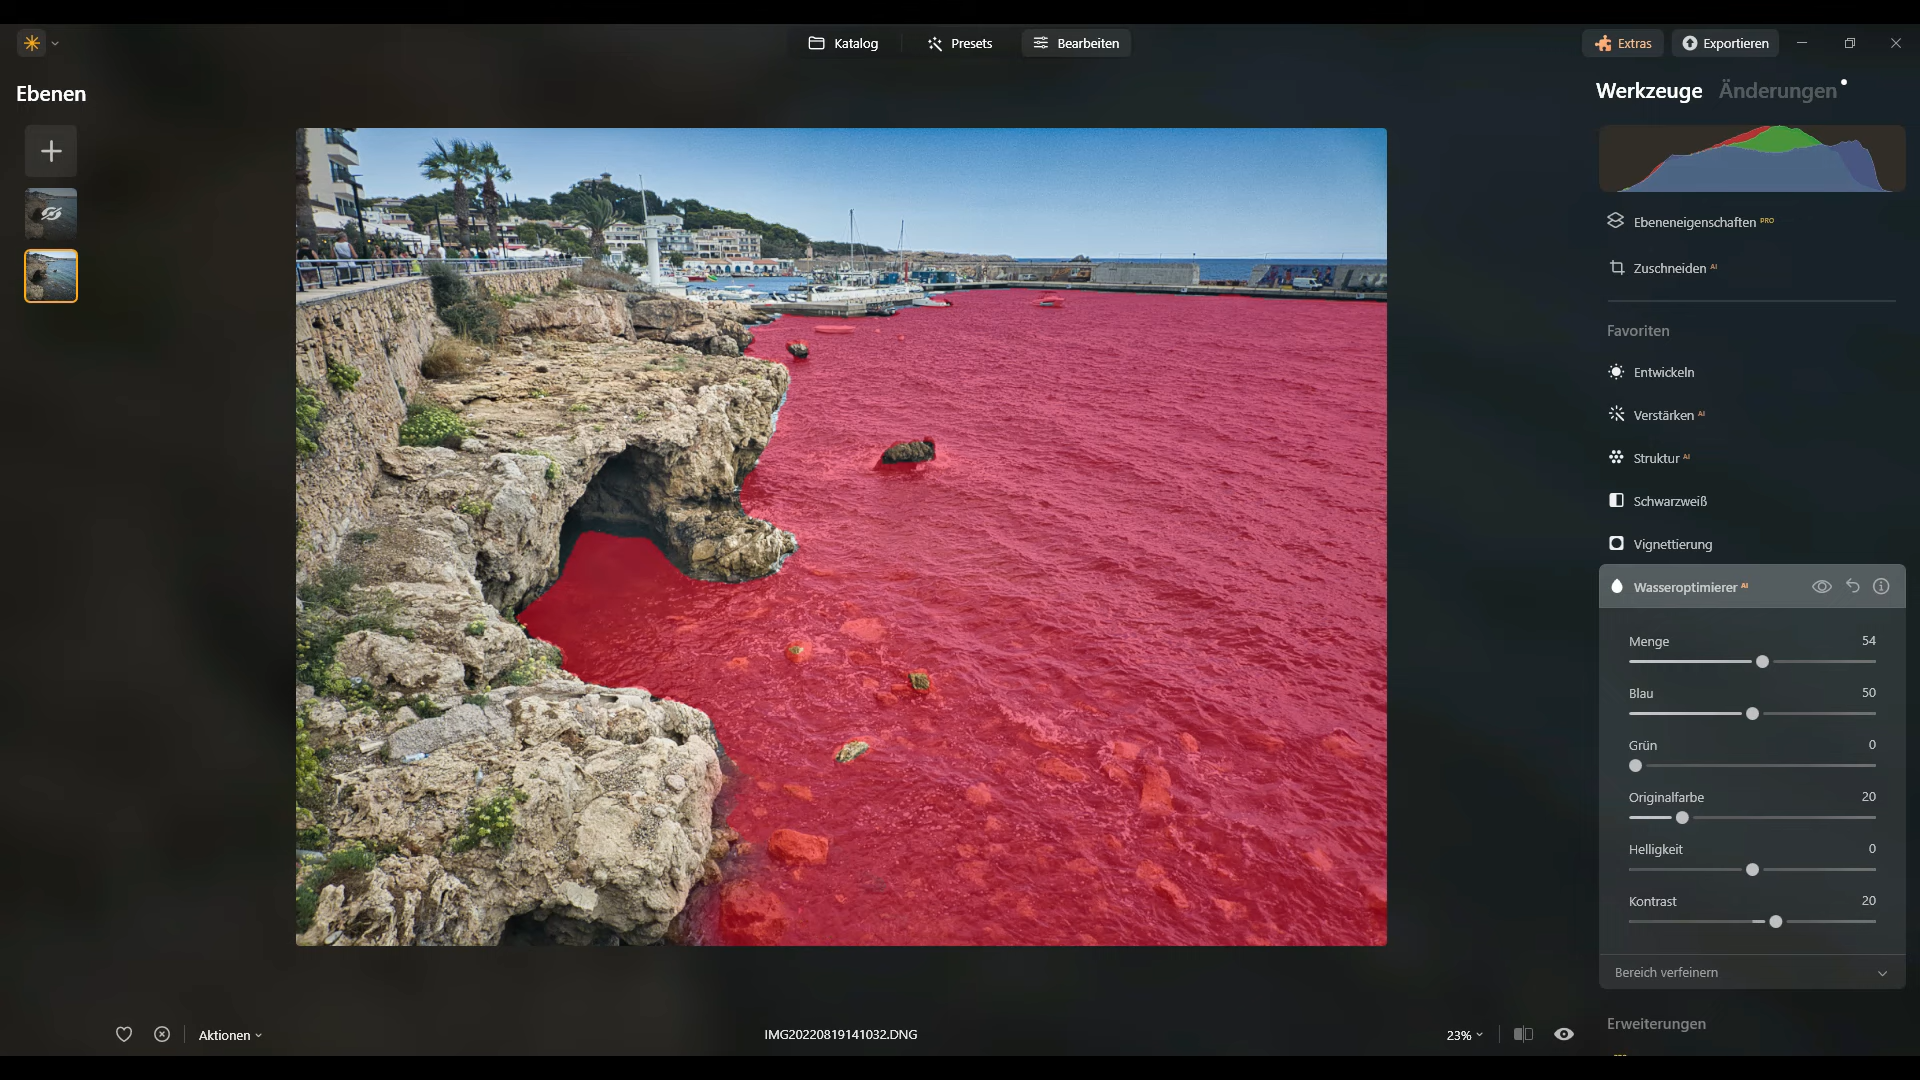 Katalog
Presets
Bearbeiten
Extras
Exportieren
Ebenen
Werkzeuge
Änderungen
Ebeneneigenschaften PRO
Zuschneiden AI
Favoriten
Entwickeln
Verstärken AI
Struktur AI
Schwarzweiß
Vignettierung
Wasseroptimierer AI
Menge 54
Blau 50
Grün 0
Originalfarbe 20
Helligkeit 0
Kontrast 20
Bereich verfeinern
Erweiterungen
Aktionen
IMG20220819141032.DNG
23%